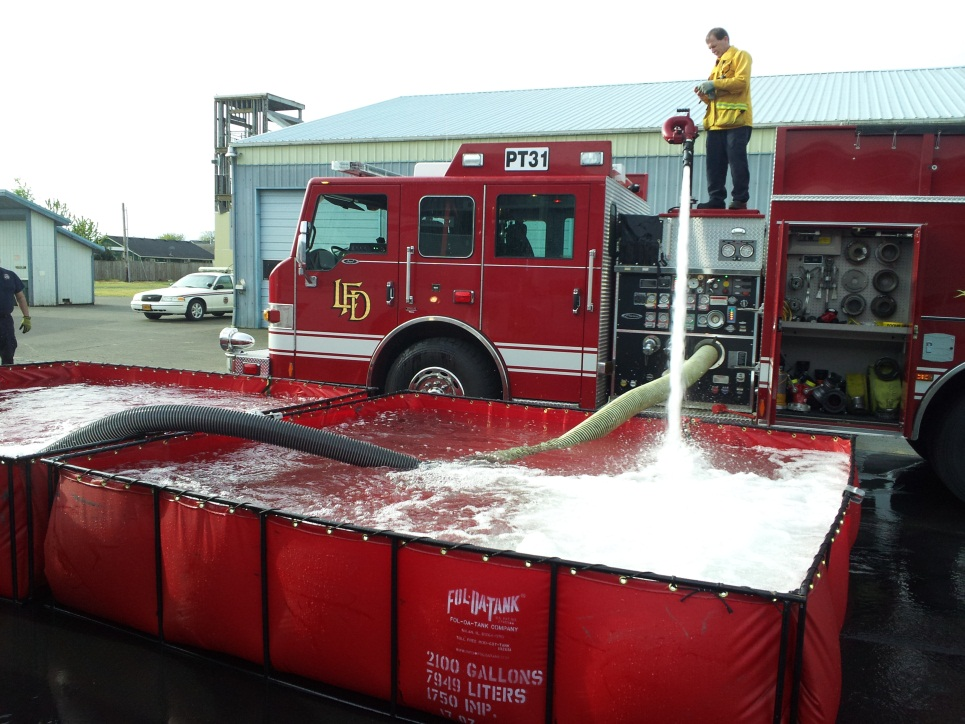 PT31
LFD
FOL-DA-TANK
FOL-DA-TANK COMPANY
2100 GALLONS
7949 LITERS
1750 IMP.